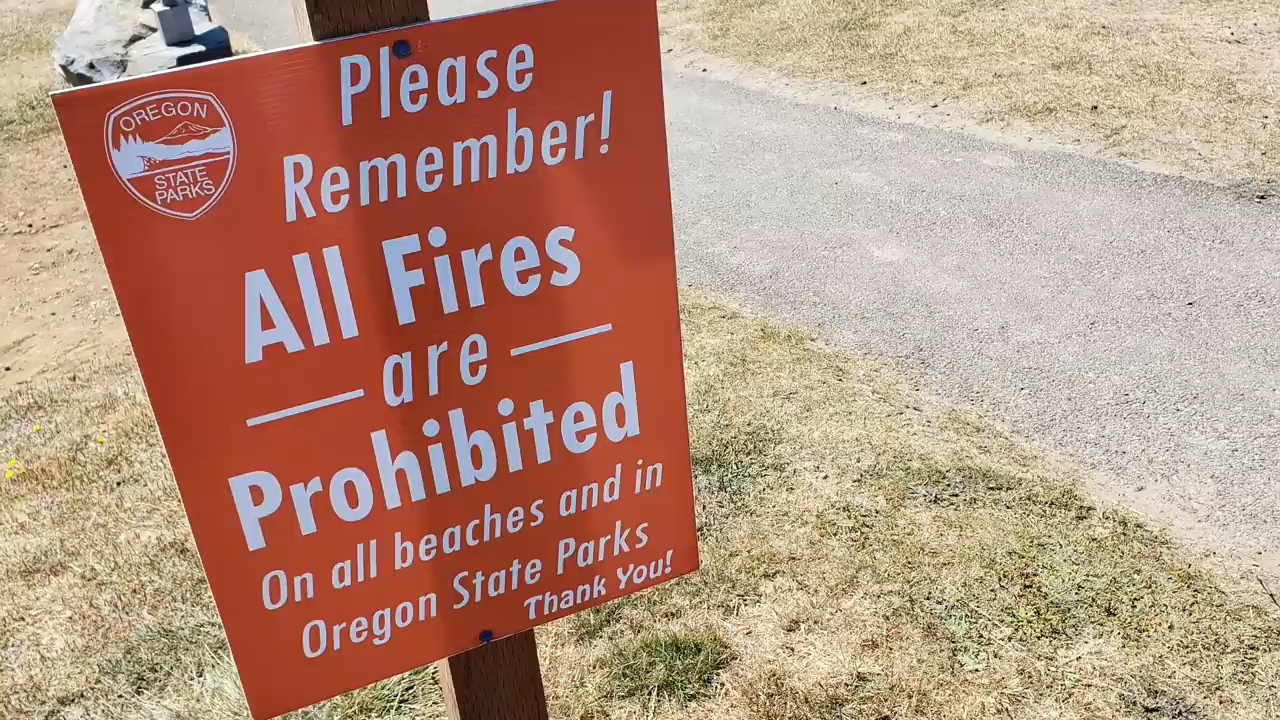 OREGON
STATE
PARKS
Please
Remember!
All Fires
are
Prohibited
On all beaches and in
Oregon State Parks
Thank You!